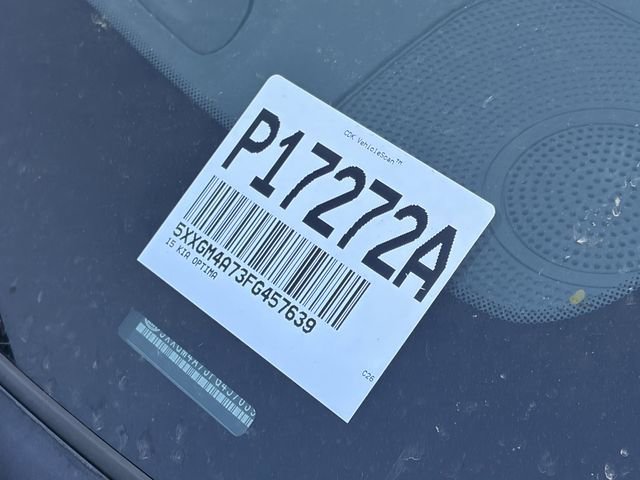 CDK VehicleScan™
P17272A
5XXGM4A73FG457639
15 KIA OPTIMA
C26